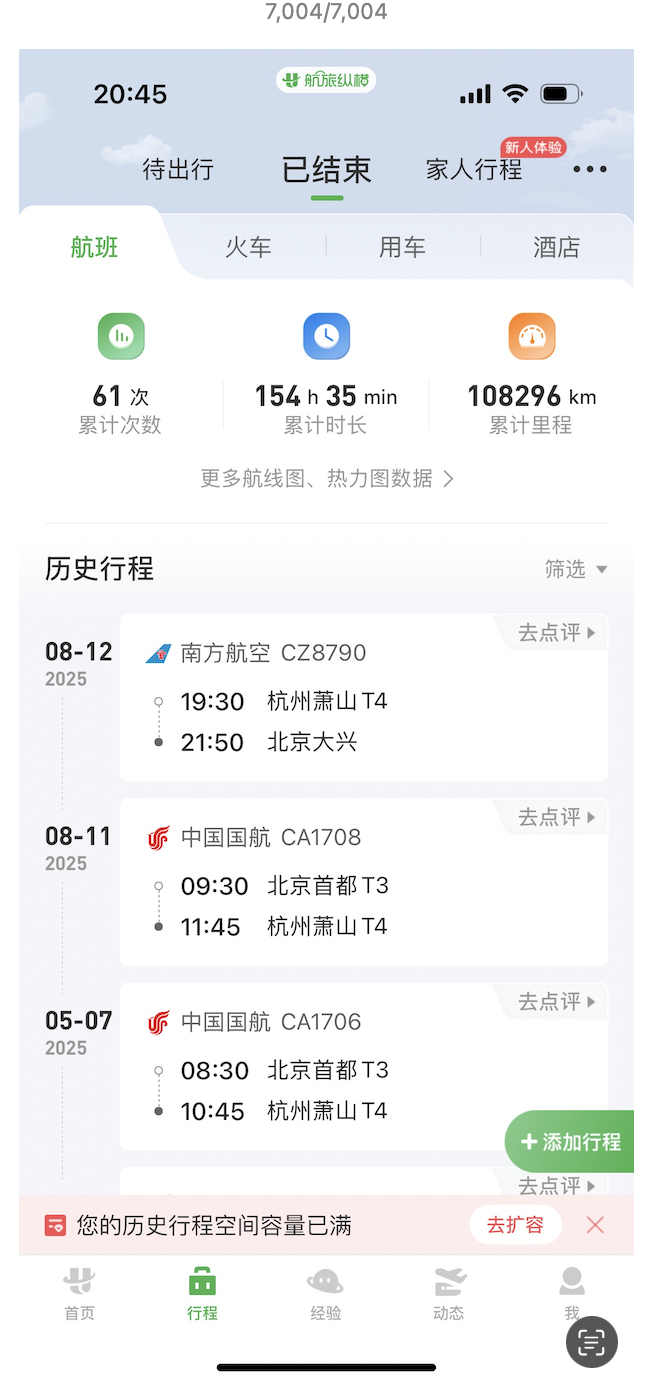 7,004/7,004
20:45
航旅纵横
待出行 已结束 家人行程 新人体验
航班 火车 用车 酒店
61 次 154 h 35 min 108296 km
累计次数 累计时长 累计里程
更多航线图、热力图数据
历史行程 筛选
去点评
08-12 南方航空 CZ8790
2025
19:30 杭州萧山 T4
21:50 北京大兴
去点评
08-11 中国国航 CA1708
2025
09:30 北京首都 T3
11:45 杭州萧山 T4
去点评
05-07 中国国航 CA1706
2025
08:30 北京首都 T3
10:45 杭州萧山 T4
+ 添加行程
去点评
您的历史行程空间容量已满 去扩容
首页 行程 经验 动态 我